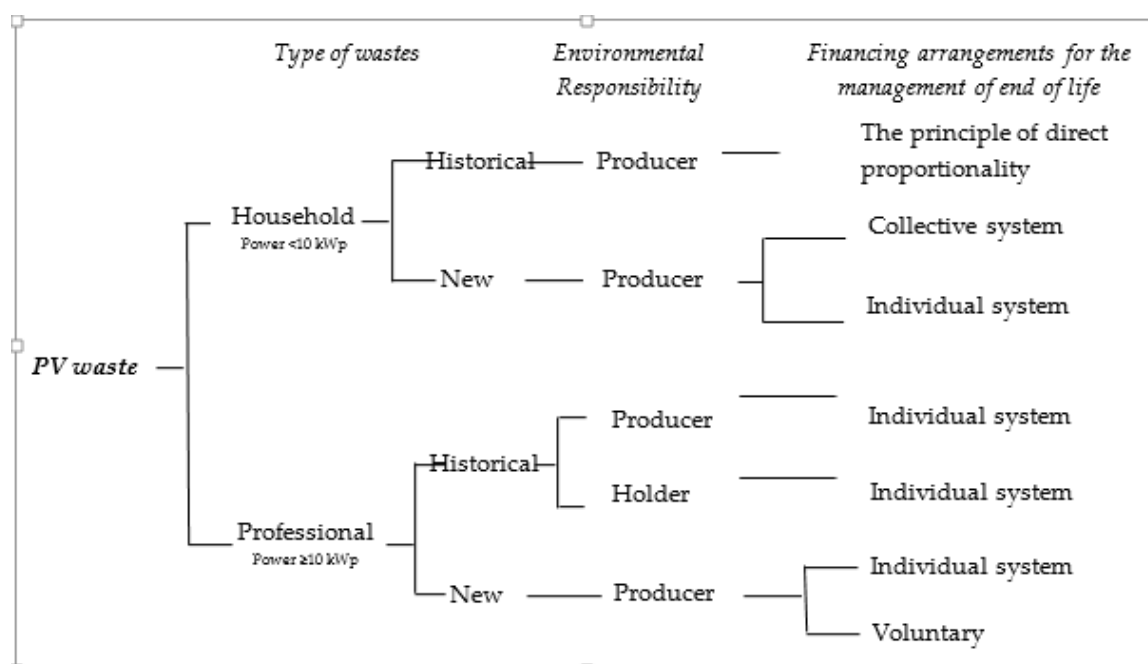 Type of wastes
Environmental
Responsibility
Financing arrangements for the
management of end of life
The principle of direct
proportionality
Historical
Producer
Household
Power <10 kWp
Collective system
New
Producer
Individual system
PV waste
Producer
Individual system
Historical
Holder
Individual system
Professional
Power ≥10 kWp
Individual system
New
Producer
Voluntary